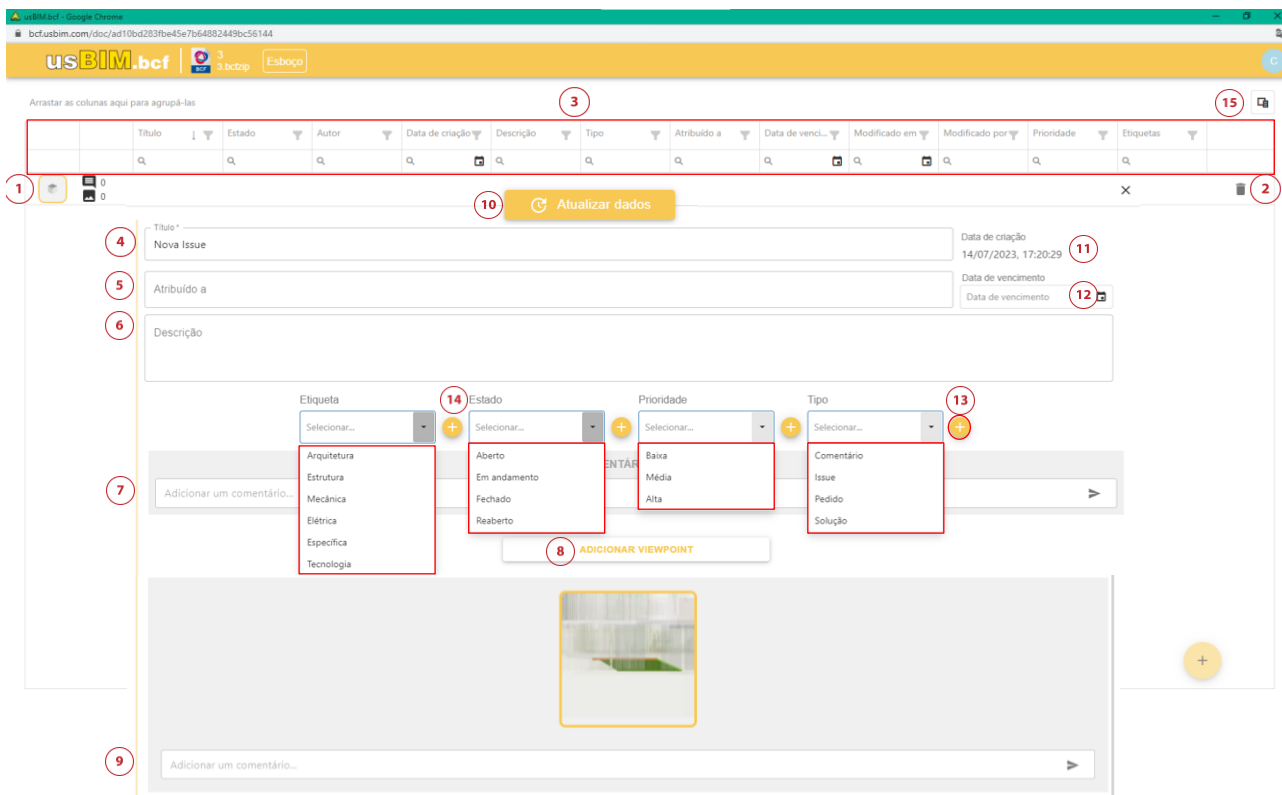 usBIM.bcf - Google Chrome
bcf.usbim.com/doc/ad10bd283fbe45e7b64882449bc56144
usBIM.bcf
BCF
3
3.bcfzip
Esboço
C
Arrastar as colunas aqui para agrupá-las
3
15
Título Estado Autor Data de criação Descrição Tipo Atribuído a Data de venci... Modificado em Modificado por Prioridade Etiquetas
1
0
0
2
10 Atualizar dados
4
Título *
Nova Issue
Data de criação
14/07/2023, 17:20:29
11
5
Atribuído a
Data de vencimento
Data de vencimento
12
6
Descrição
Etiqueta 14 Estado Prioridade Tipo 13
Selecionar... Selecionar... Selecionar... Selecionar...
Arquitetura Aberto Baixa Comentário
Estrutura Em andamento Média Issue
Mecânica Fechado Alta Pedido
Elétrica Reaberto Solução
Específica
Tecnologia
ENTÁR
7
Adicionar um comentário...
8 ADICIONAR VIEWPOINT
9
Adicionar um comentário...